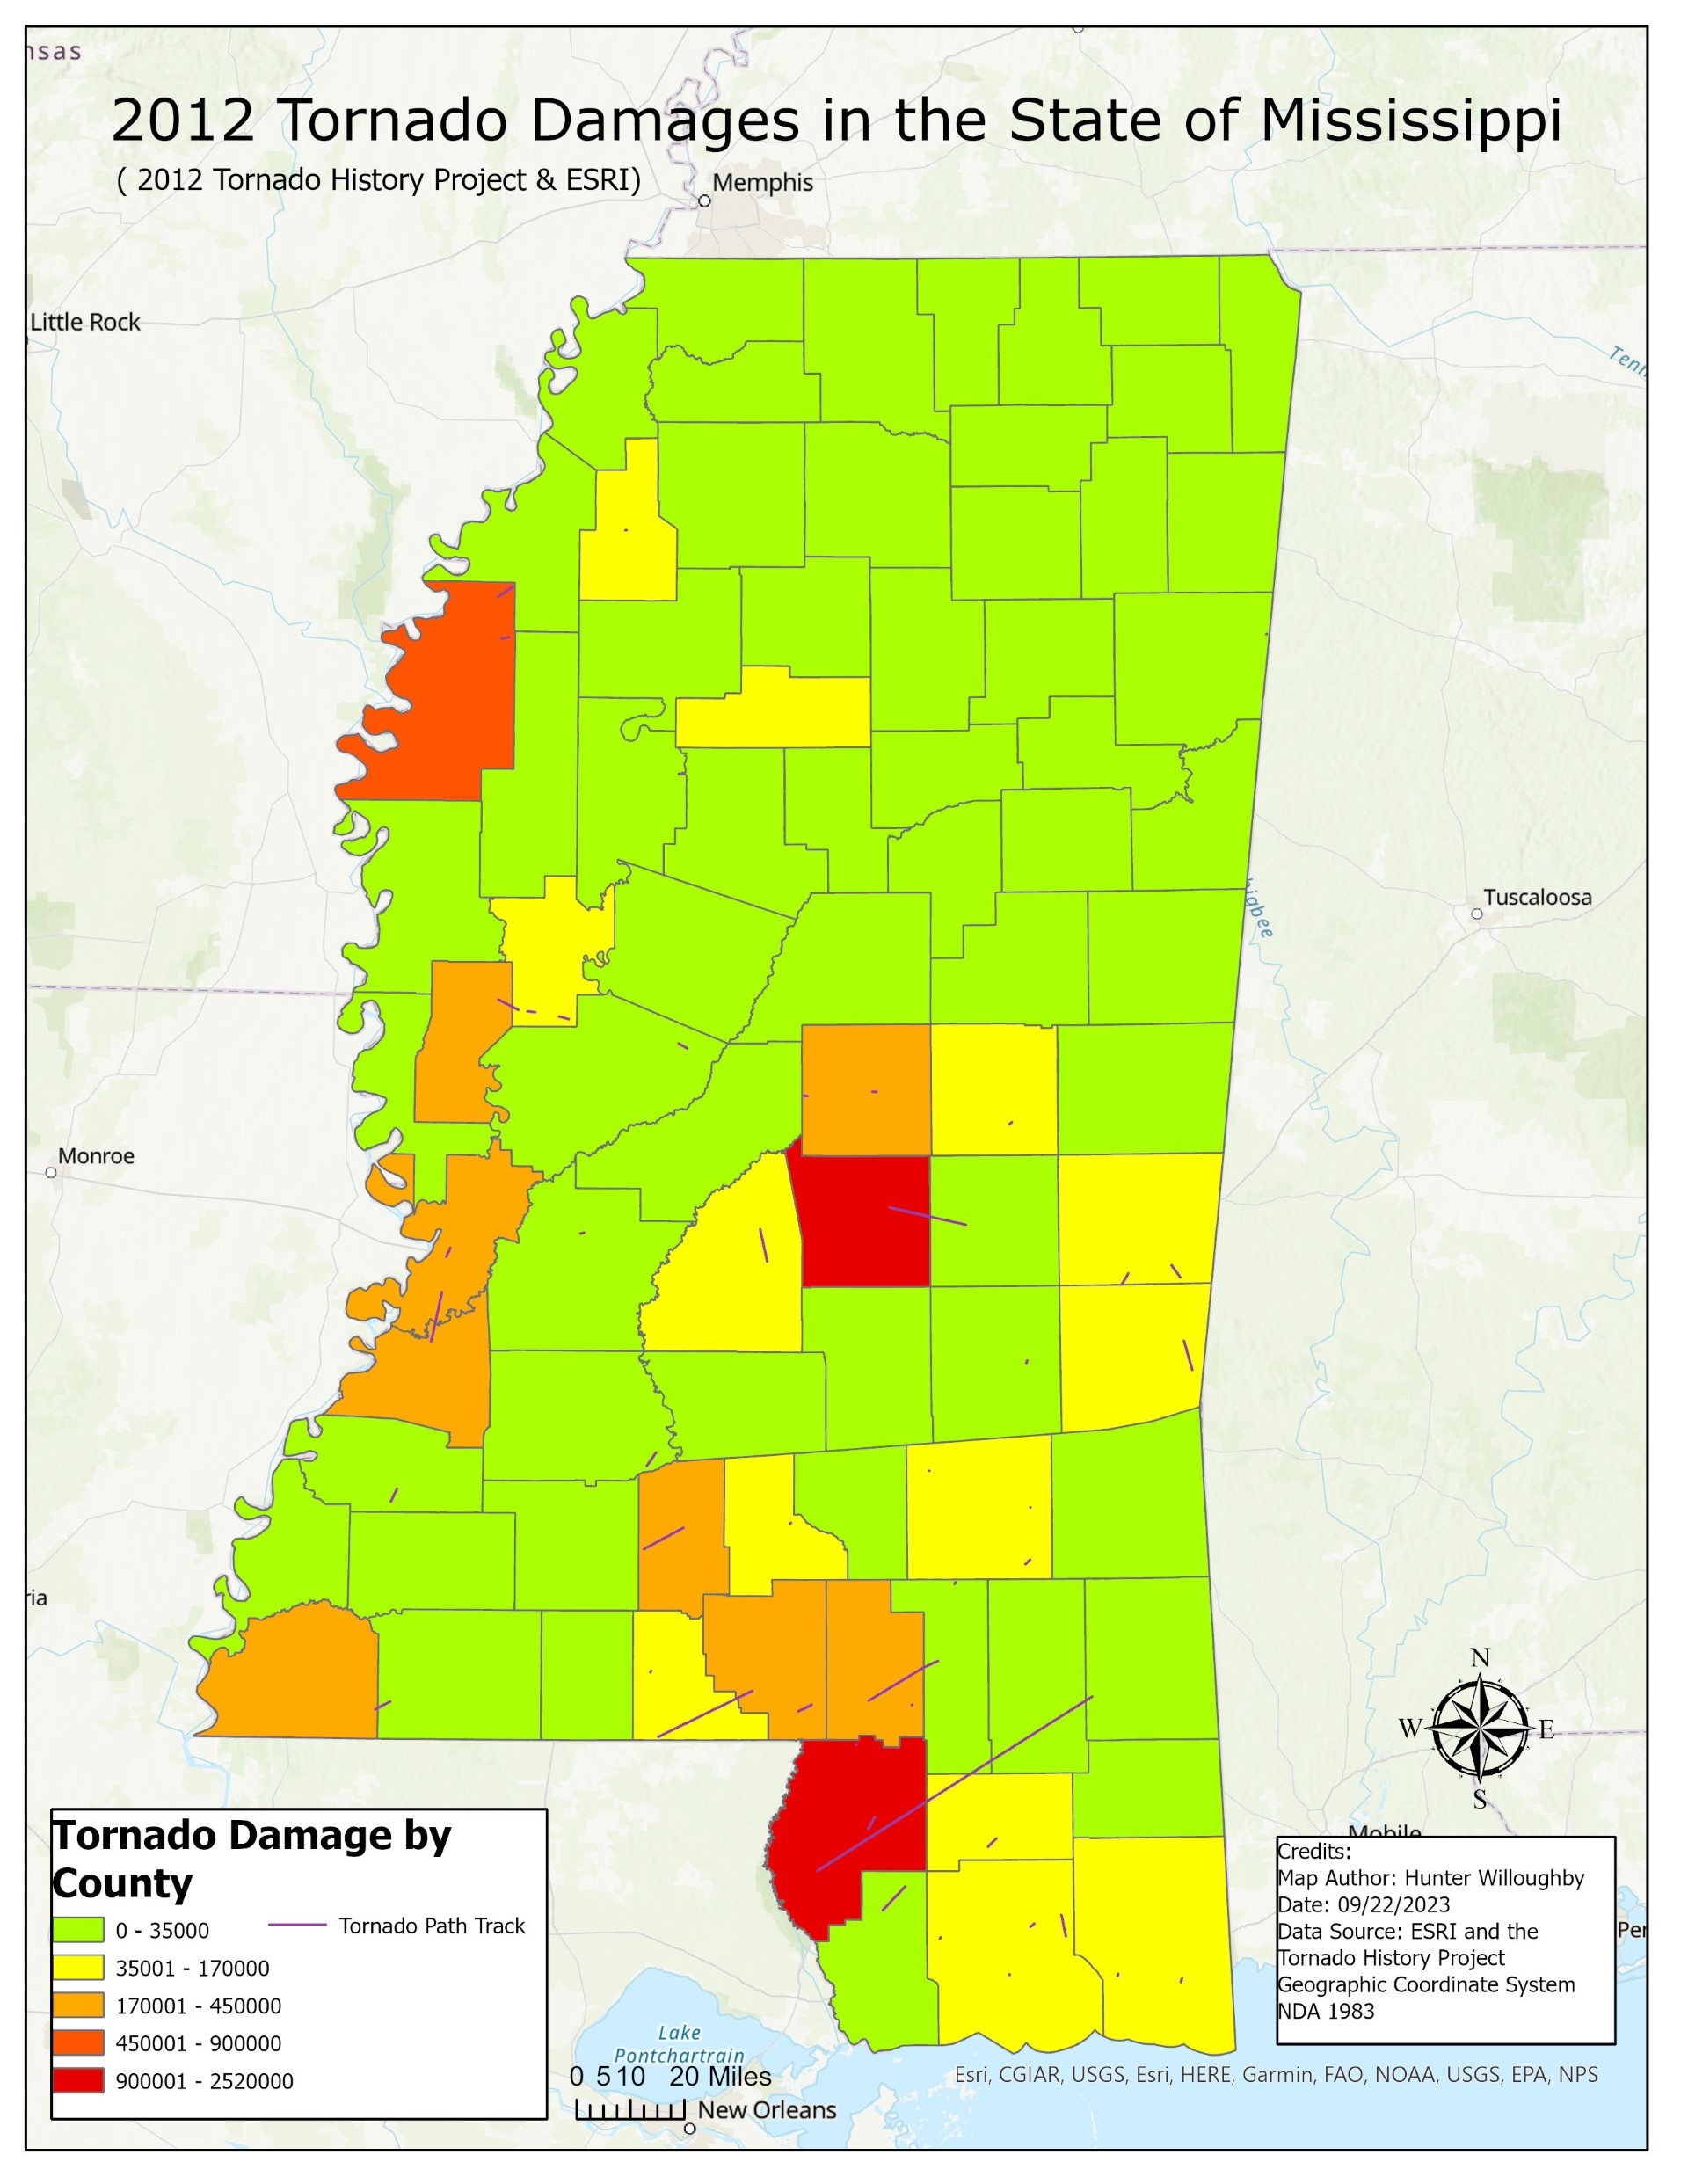 nsas
2012 Tornado Damages in the State of Mississippi
( 2012 Tornado History Project & ESRI)
Memphis
Little Rock
Tenn
Tuscaloosa
igbee
Monroe
ria
N
W E
S
Mobile
Tornado Damage by
County
0 - 35000
Tornado Path Track
35001 - 170000
170001 - 450000
450001 - 900000
900001 - 2520000
Credits:
Map Author: Hunter Willoughby
Date: 09/22/2023
Data Source: ESRI and the
Tornado History Project
Geographic Coordinate System
NDA 1983
Per
Lake
Pontchartrain
0 5 10 20 Miles
New Orleans
Esri, CGIAR, USGS, Esri, HERE, Garmin, FAO, NOAA, USGS, EPA, NPS